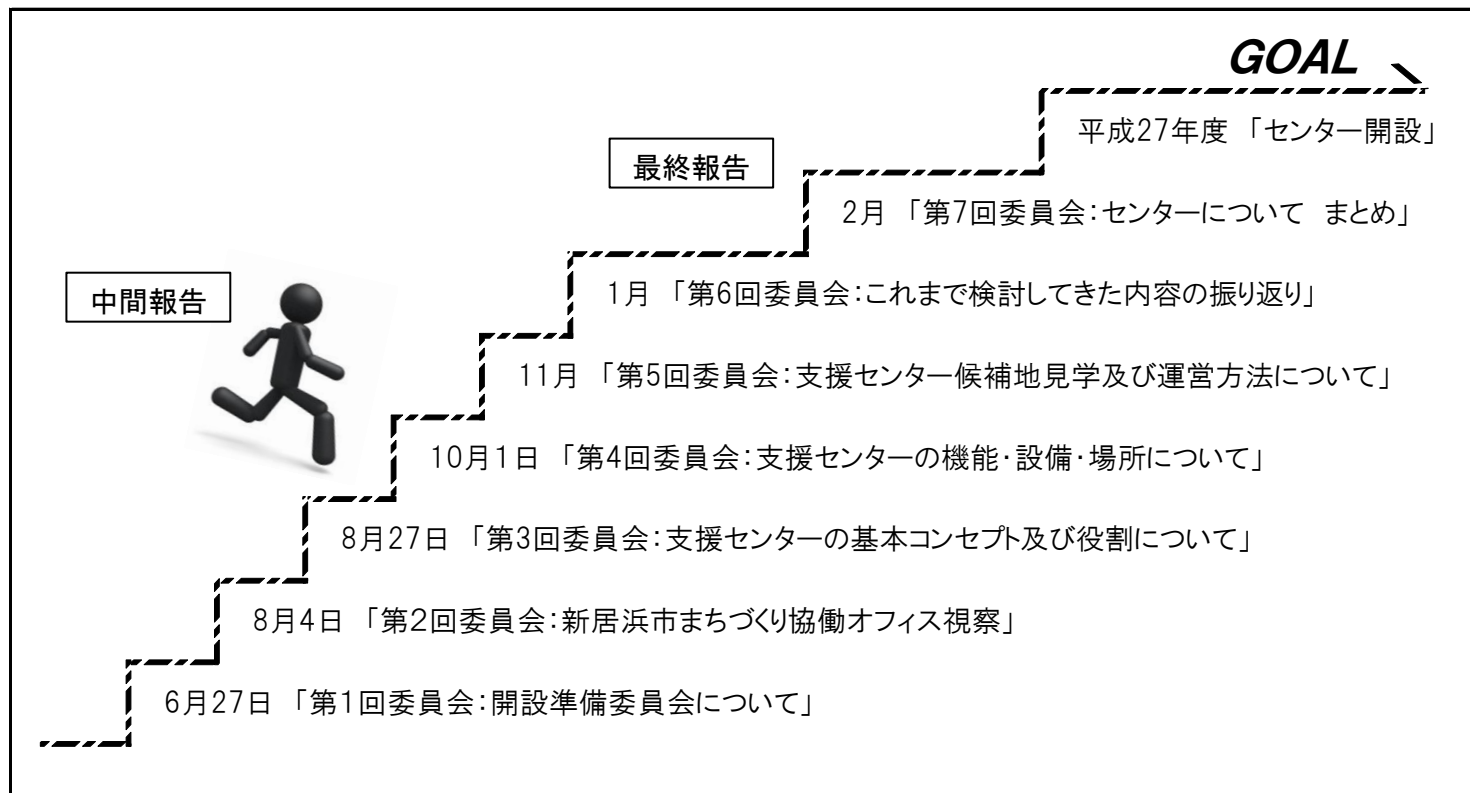 GOAL
平成27年度 「センター開設」
最終報告
2月 「第7回委員会:センターについて まとめ」
1月 「第6回委員会:これまで検討してきた内容の振り返り」
中間報告
11月 「第5回委員会:支援センター候補地見学及び運営方法について」
10月1日 「第4回委員会:支援センターの機能・設備・場所について」
8月27日 「第3回委員会:支援センターの基本コンセプト及び役割について」
8月4日 「第2回委員会:新居浜市まちづくり協働オフィス視察」
6月27日 「第1回委員会:開設準備委員会について」